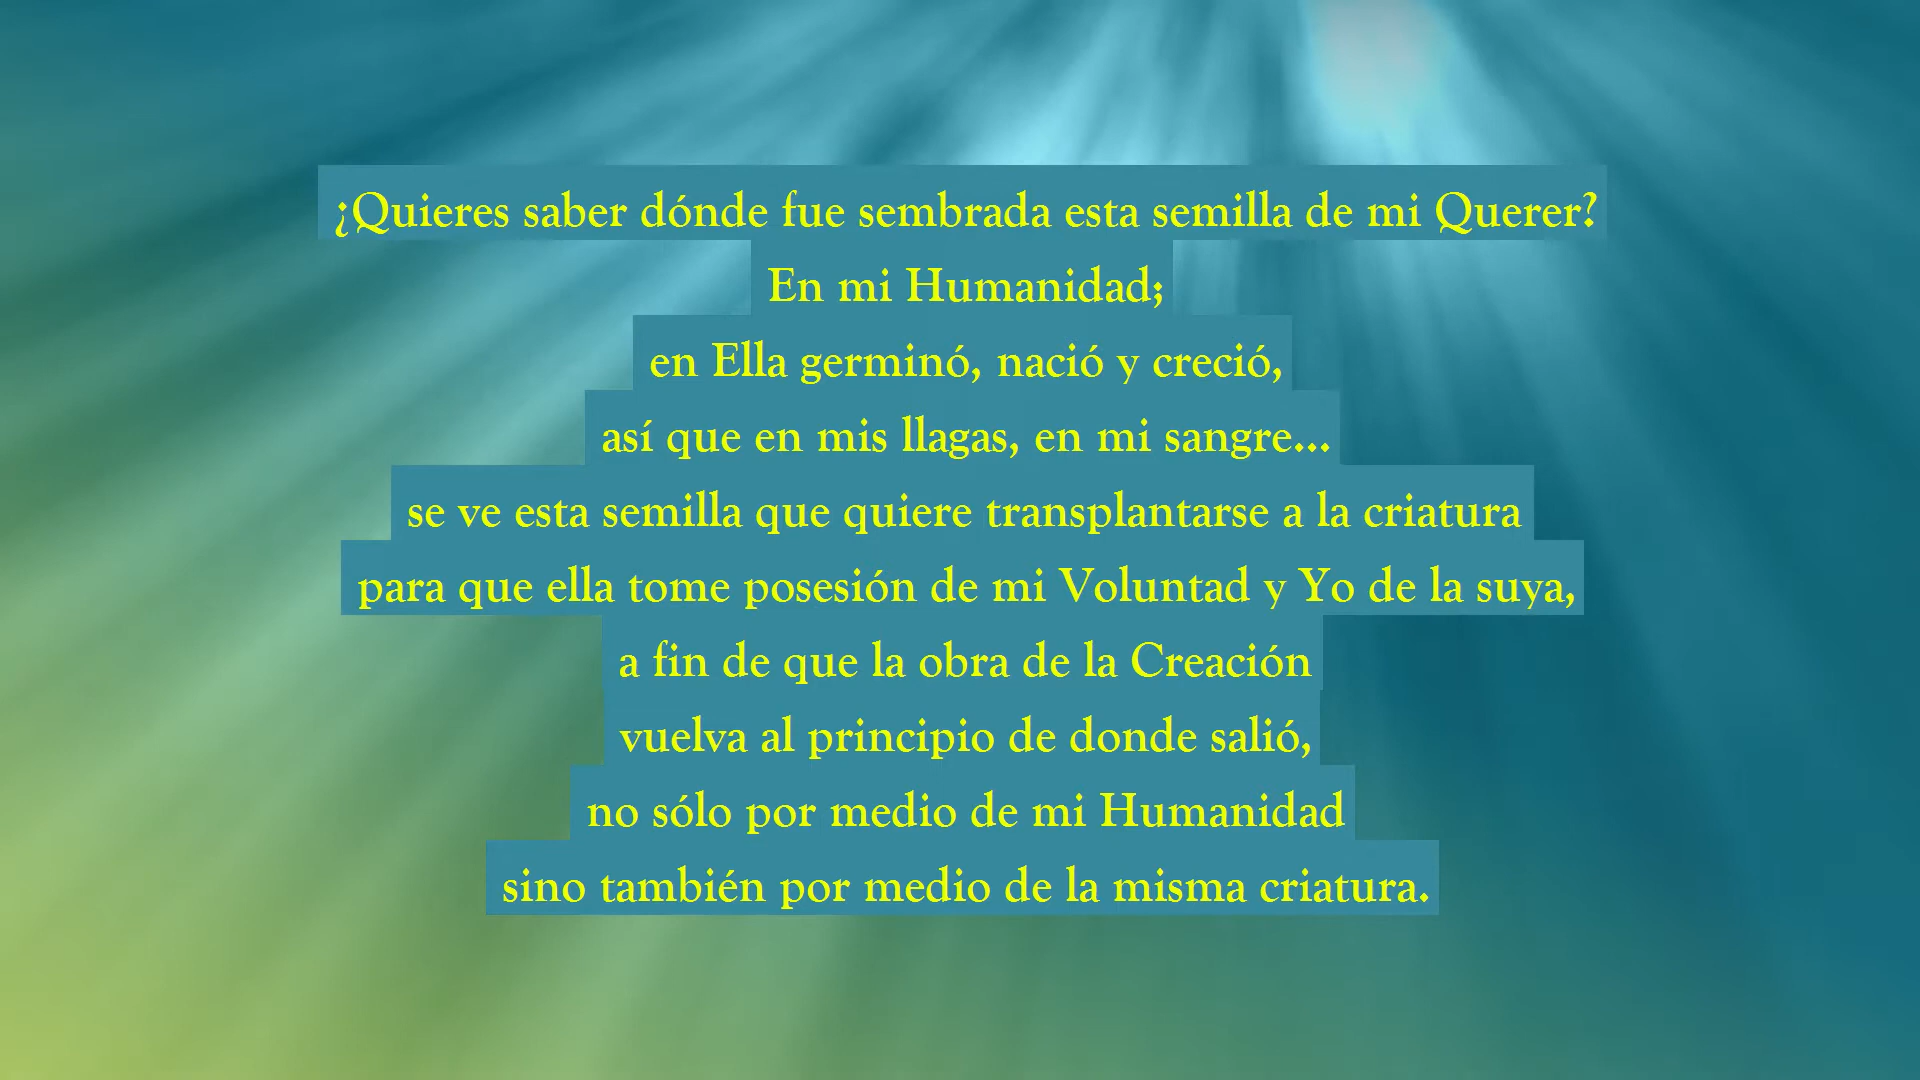 ¿Quieres saber dónde fue sembrada esta semilla de mi Querer?
En mi Humanidad;
en Ella germinó, nació y creció,
así que en mis llagas, en mi sangre...
se ve esta semilla que quiere transplantarse a la criatura
para que ella tome posesión de mi Voluntad y Yo de la suya,
a fin de que la obra de la Creación
vuelva al principio de donde salió,
no sólo por medio de mi Humanidad
sino también por medio de la misma criatura.